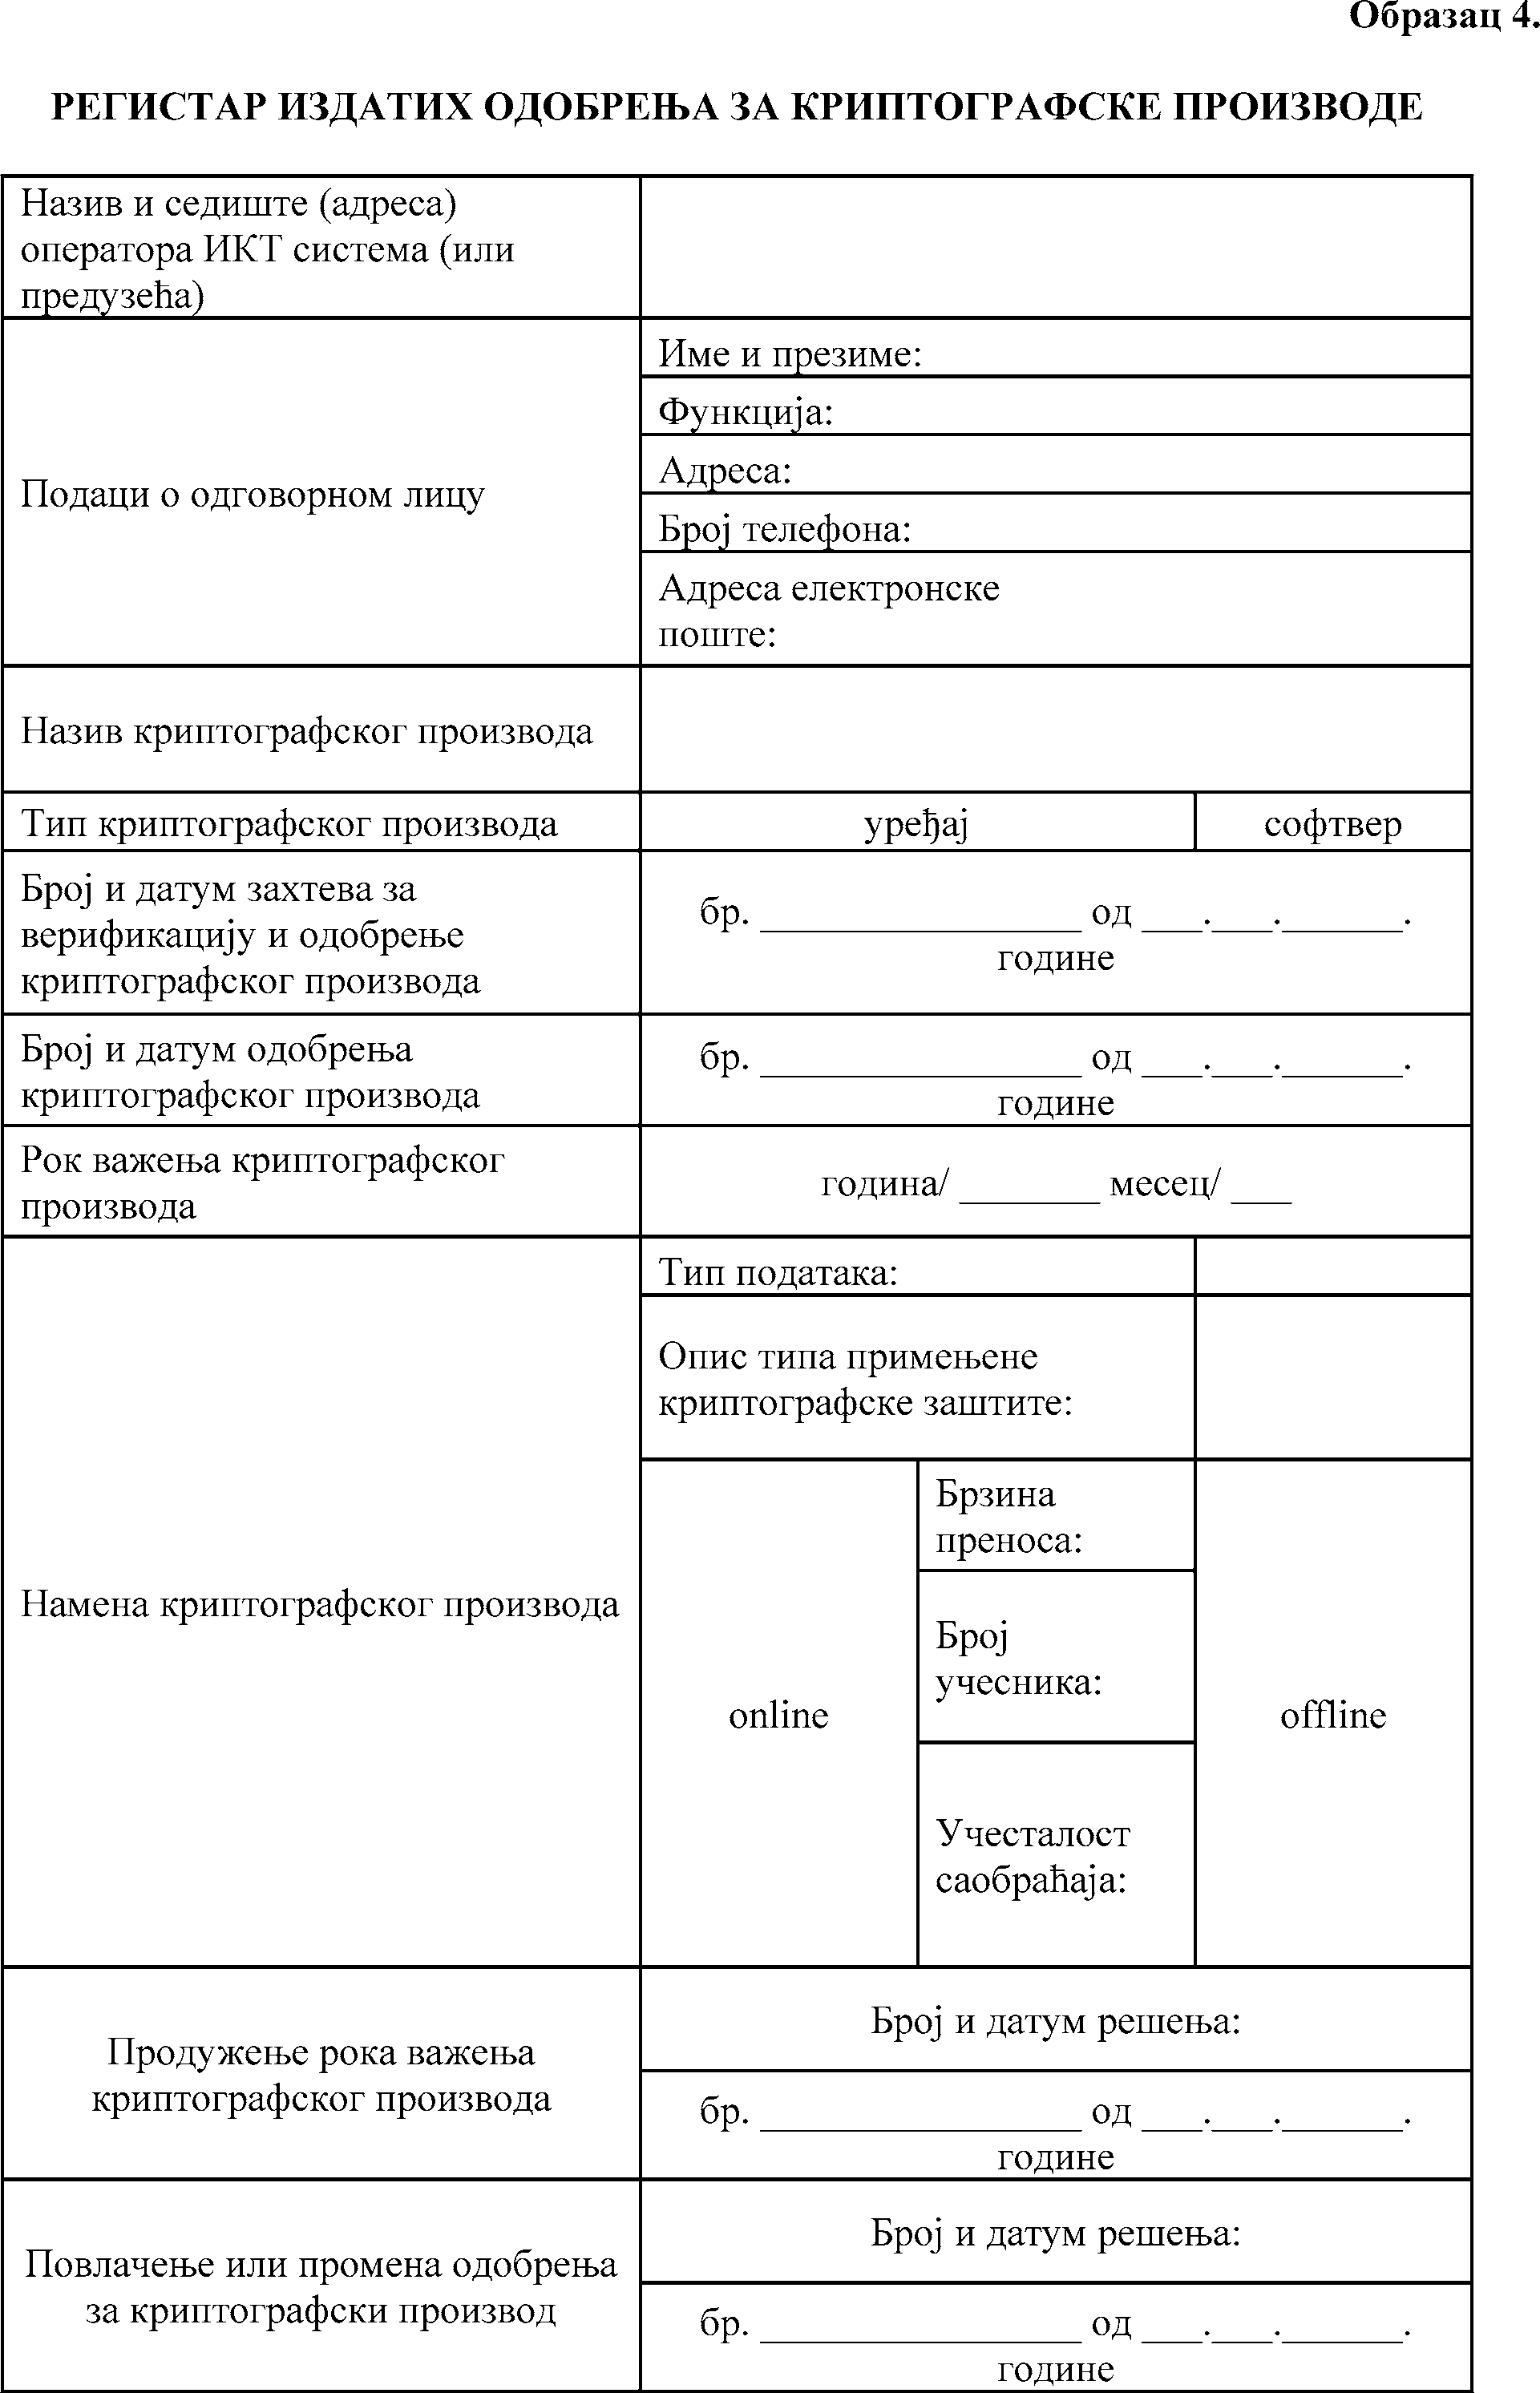 Образац 4.
РЕГИСТАР ИЗДАТИХ ОДОБРЕЊА ЗА КРИПТОГРАФСКЕ ПРОИЗВОДЕ
Назив и седиште (адреса)
оператора ИКТ система (или
предузећа)
Подаци о одговорном лицу
Име и презиме:
Функција:
Адреса:
Број телефона:
Адреса електронске
поште:
Назив криптографског производа
Тип криптографског производа
уређај
софтвер
Број и датум захтева за
верификацију и одобрење
криптографског производа
бр. ________________ од ___.___.______.
године
Број и датум одобрења
криптографског производа
бр. ________________ од ___.___.______.
године
Рок важења криптографског
производа
година/ _______ месец/ ___
Намена криптографског производа
Тип података:
Опис типа примењене
криптографске заштите:
online
Брзина
преноса:
Број
учесника:
Учесталост
саобраћаја:
offline
Продужење рока важења
криптографског производа
Број и датум решења:
бр. ________________ од ___.___.______.
године
Повлачење или промена одобрења
за криптографски производ
Број и датум решења:
бр. ________________ од ___.___.______.
године